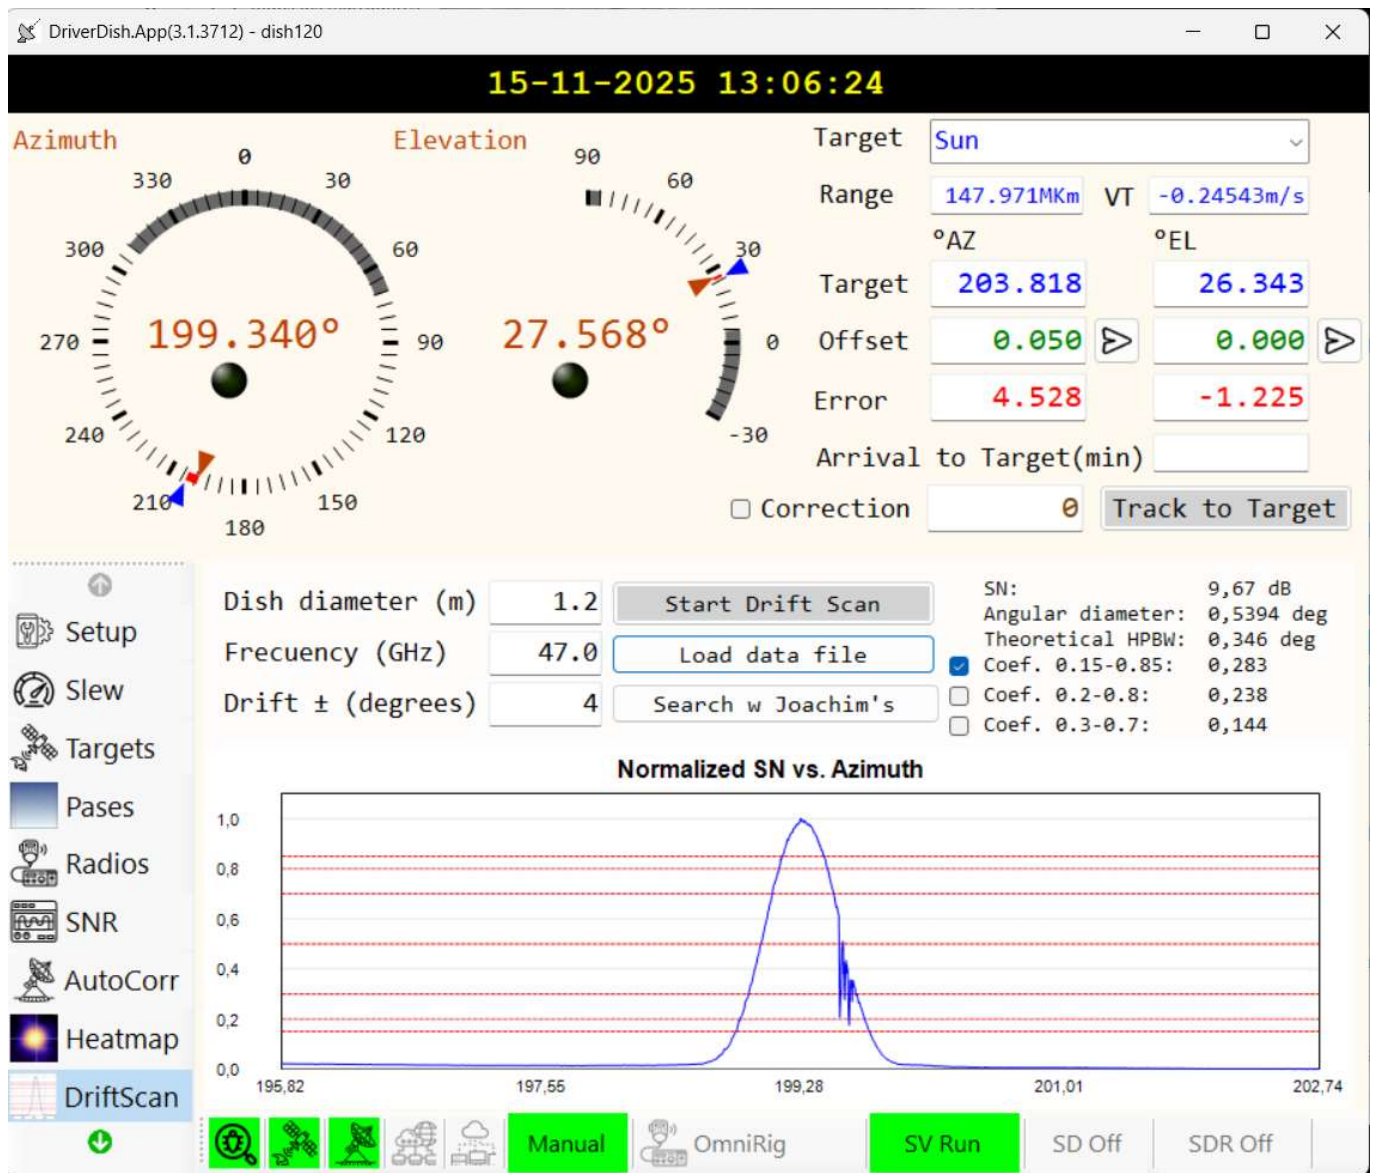 DriverDish.App(3.1.3712) - dish120
15-11-2025 13:06:24
Azimuth
0
30
60
90
120
150
180
210
240
270
300
330
199.340°
Elevation
90
60
30
0
-30
27.568°
Target Sun
Range 147.971MKm VT -0.24543m/s
°AZ °EL
Target 203.818 26.343
Offset 0.050 0.000
Error 4.528 -1.225
Arrival to Target(min)
Correction 0 Track to Target
Setup
Slew
Targets
Pases
Radios
SNR
AutoCorr
Heatmap
DriftScan
Dish diameter (m) 1.2 Start Drift Scan
Frecuency (GHz) 47.0 Load data file
Drift ± (degrees) 4 Search w Joachim's
SN: 9,67 dB
Angular diameter: 0,5394 deg
Theoretical HPBW: 0,346 deg
Coef. 0.15-0.85: 0,283
Coef. 0.2-0.8: 0,238
Coef. 0.3-0.7: 0,144
Normalized SN vs. Azimuth
1,0
0,8
0,6
0,4
0,2
0,0
195,82 197,55 199,28 201,01 202,74
Manual OmniRig SV Run SD Off SDR Off